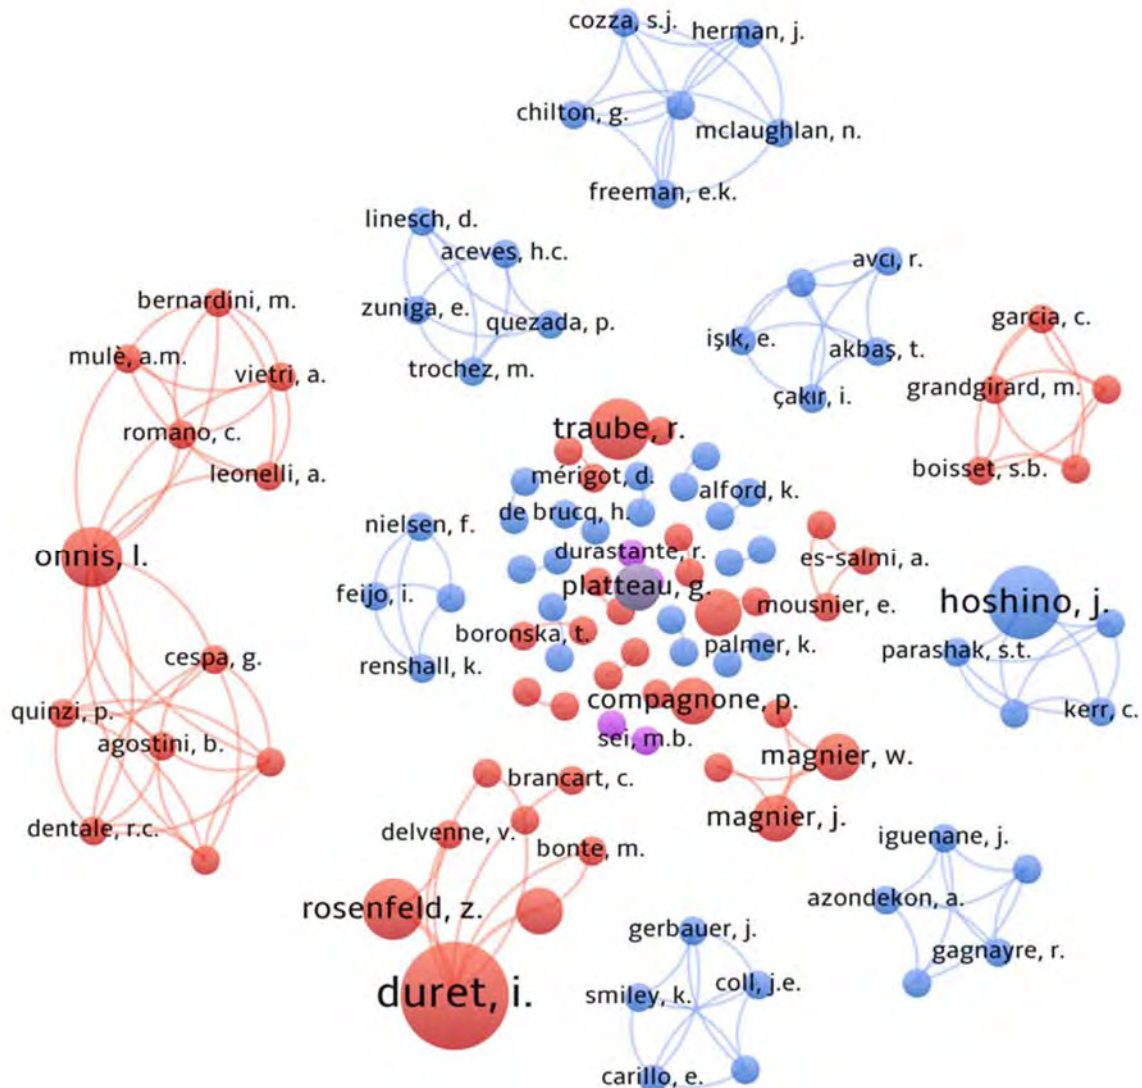 cozza, s.j.
herman, j.
chilton, g.
mclaughlan, n.
freeman, e.k.
linesch, d.
aceves, h.c.
avcı, r.
bernardini, m.
zuniga, e.
quezada, p.
işık, e.
akbaş, t.
garcia, c.
mulè, a.m.
vietri, a.
trochez, m.
çakır, i.
grandgirard, m.
romano, c.
traube, r.
leonelli, a.
mérigot, d.
alford, k.
boisset, s.b.
de brucq, h.
nielsen, f.
onnis, l.
durastante, r.
es-salmi, a.
feijo, i.
platteau, g.
hoshino, j.
mousnier, e.
boronska, t.
palmer, k.
parashak, s.t.
cespa, g.
renshall, k.
compagnone, p.
kerr, c.
quinzi, p.
agostini, b.
sei, m.b.
magnier, w.
brancart, c.
dentale, r.c.
delvenne, v.
magnier, j.
bonte, m.
iguenane, j.
rosenfeld, z.
azondekon, a.
gerbauer, j.
gagnayre, r.
duret, i.
smiley, k.
coll, j.e.
carillo, e.